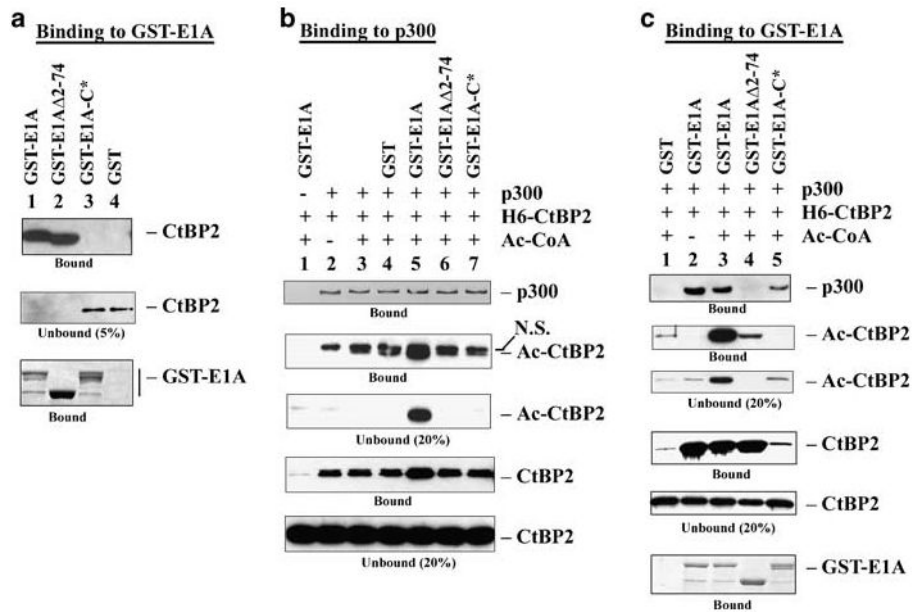 a
Binding to GST-E1A
GST-E1A
GST-E1AΔ2-74
GST-E1A-C*
GST
1 2 3 4
– CtBP2
Bound
– CtBP2
Unbound (5%)
– GST-E1A
Bound
b
Binding to p300
GST-E1A
GST
GST-E1A
GST-E1AΔ2-74
GST-E1A-C*
- + + + + + + p300
+ + + + + + + H6-CtBP2
+ - + + + + + Ac-CoA
1 2 3 4 5 6 7
– p300
Bound
N.S.
– Ac-CtBP2
Bound
– Ac-CtBP2
Unbound (20%)
– CtBP2
Bound
– CtBP2
Unbound (20%)
c
Binding to GST-E1A
GST
GST-E1A
GST-E1A
GST-E1AΔ2-74
GST-E1A-C*
+ + + + + p300
+ + + + + H6-CtBP2
+ - + + + Ac-CoA
1 2 3 4 5
– p300
Bound
– Ac-CtBP2
Bound
– Ac-CtBP2
Unbound (20%)
– CtBP2
Bound
– CtBP2
Unbound (20%)
– GST-E1A
Bound